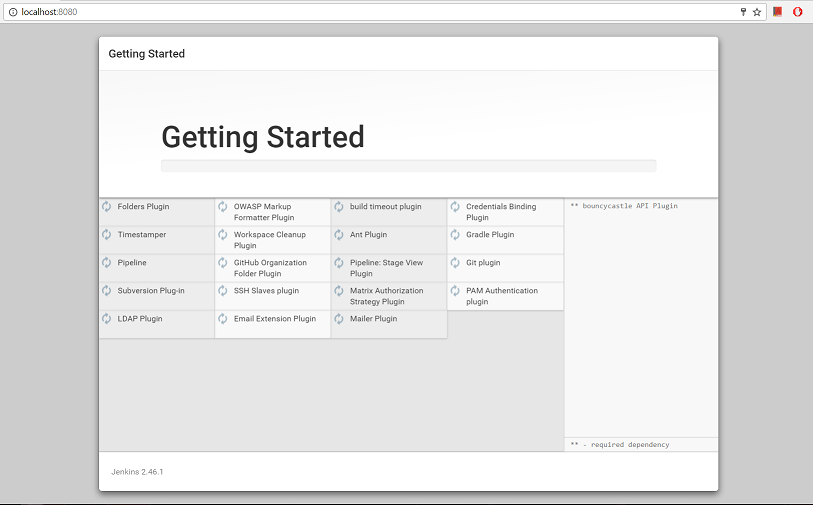 localhost:8080
Getting Started
Getting Started
Folders Plugin
OWASP Markup
Formatter Plugin
build timeout plugin
Credentials Binding
Plugin
** bouncycastle API Plugin
Timestamper
Workspace Cleanup
Plugin
Ant Plugin
Gradle Plugin
Pipeline
GitHub Organization
Folder Plugin
Pipeline: Stage View
Plugin
Git plugin
Subversion Plug-in
SSH Slaves plugin
Matrix Authorization
Strategy Plugin
PAM Authentication
plugin
LDAP Plugin
Email Extension Plugin
Mailer Plugin
** - required dependency
Jenkins 2.46.1